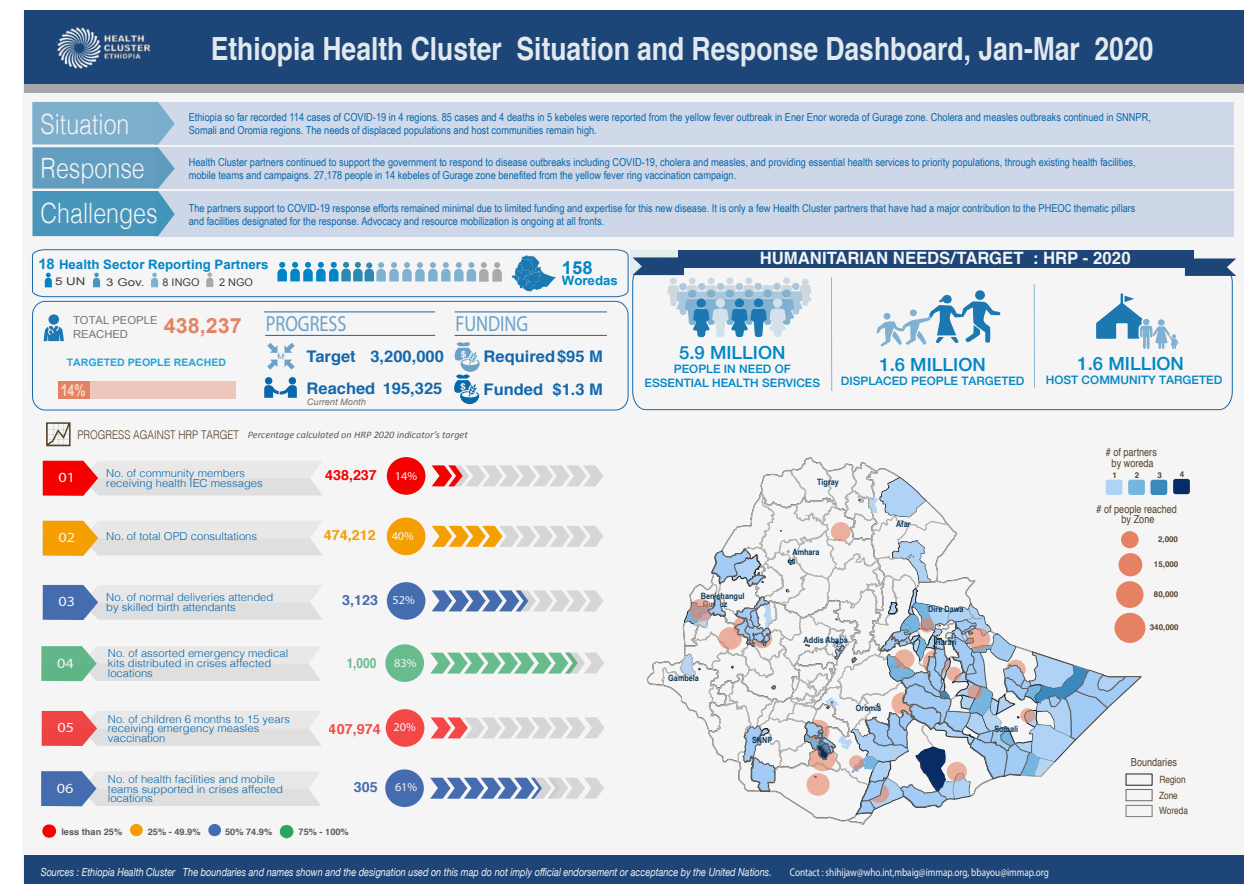 HEALTH
CLUSTER
ETHIOPIA
Ethiopia Health Cluster Situation and Response Dashboard, Jan-Mar 2020
Situation
Ethiopia so far recorded 114 cases of COVID-19 in 4 regions. 85 cases and 4 deaths in 5 kebeles were reported from the yellow fever outbreak in Ener Enor woreda of Gurage zone. Cholera and measles outbreaks continued in SNNPR,
Somali and Oromia regions. The needs of displaced populations and host communities remain high.
Response
Health Cluster partners continued to support the government to respond to disease outbreaks including COVID-19, cholera and measles, and providing essential health services to priority populations, through existing health facilities,
mobile teams and campaigns. 27,178 people in 14 kebeles of Gurage zone benefited from the yellow fever ring vaccination campaign.
Challenges
The partners support to COVID-19 response efforts remained minimal due to limited funding and expertise for this new disease. It is only a few Health Cluster partners that have had a major contribution to the PHEOC thematic pillars
and facilities designated for the response. Advocacy and resource mobilization is ongoing at all fronts.
18 Health Sector Reporting Partners
5 UN 3 Gov. 8 INGO 2 NGO
158
Woredas
TOTAL PEOPLE
REACHED
438,237
TARGETED PEOPLE REACHED
14%
PROGRESS
Target 3,200,000
Reached 195,325
Current Month
FUNDING
Required $95 M
Funded $1.3 M
HUMANITARIAN NEEDS/TARGET : HRP - 2020
5.9 MILLION
PEOPLE IN NEED OF
ESSENTIAL HEALTH SERVICES
1.6 MILLION
DISPLACED PEOPLE TARGETED
1.6 MILLION
HOST COMMUNITY TARGETED
PROGRESS AGAINST HRP TARGET Percentage calculated on HRP 2020 indicator's target
01
No. of community members
receiving health IEC messages
438,237
14%
02
No. of total OPD consultations
474,212
40%
03
No. of normal deliveries attended
by skilled birth attendants
3,123
52%
04
No. of assorted emergency medical
kits distributed in crises affected
locations
1,000
83%
05
No. of children 6 months to 15 years
receiving emergency measles
vaccination
407,974
20%
06
No. of health facilities and mobile
teams supported in crises affected
locations
305
61%
less than 25% 25% - 49.9% 50% 74.9% 75% - 100%
Tigray
Afar
Amhara
Benishangul
Dire Dawa
Harari
Addis Ababa
Gambela
Oromia
Somali
SNNP
# of partners
by woreda
1 2 3 4
# of people reached
by Zone
2,000
15,000
80,000
340,000
Boundaries
Region
Zone
Woreda
Sources : Ethiopia Health Cluster The boundaries and names shown and the designation used on this map do not imply official endorsement or acceptance by the United Nations. Contact : shihijaw@who.int,mbaig@immap.org, bbayou@immap.org